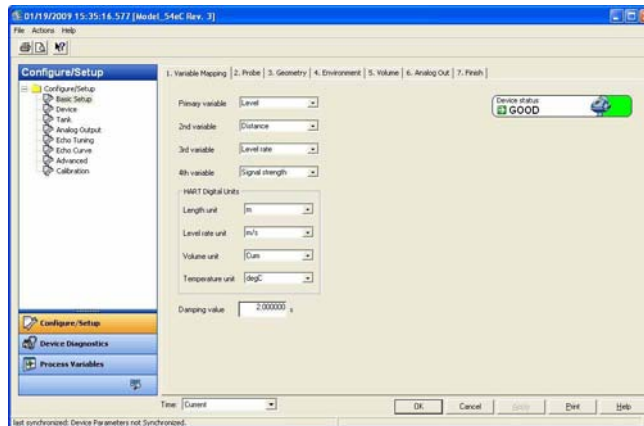 01/19/2009 15:35:16.577 [Model_54eC Rev. 3]
File Actions Help
Configure/Setup
Configure/Setup
Basic Setup
Device
Tank
Analog Output
Echo Tuning
Echo Curve
Advanced
Calibration
Configure/Setup
Device Diagnostics
Process Variables
1. Variable Mapping 2. Probe 3. Geometry 4. Environment 5. Volume 6. Analog Out 7. Finish
Primary variable Level
2nd variable Distance
3rd variable Level rate
4th variable Signal strength
HART Digital Units
Length unit m
Level rate unit m/s
Volume unit Cum
Temperature unit degC
Damping value 2.000000 s
Device status
GOOD
Time: Current
OK Cancel Apply Print Help
last synchronized: Device Parameters not Synchronized.